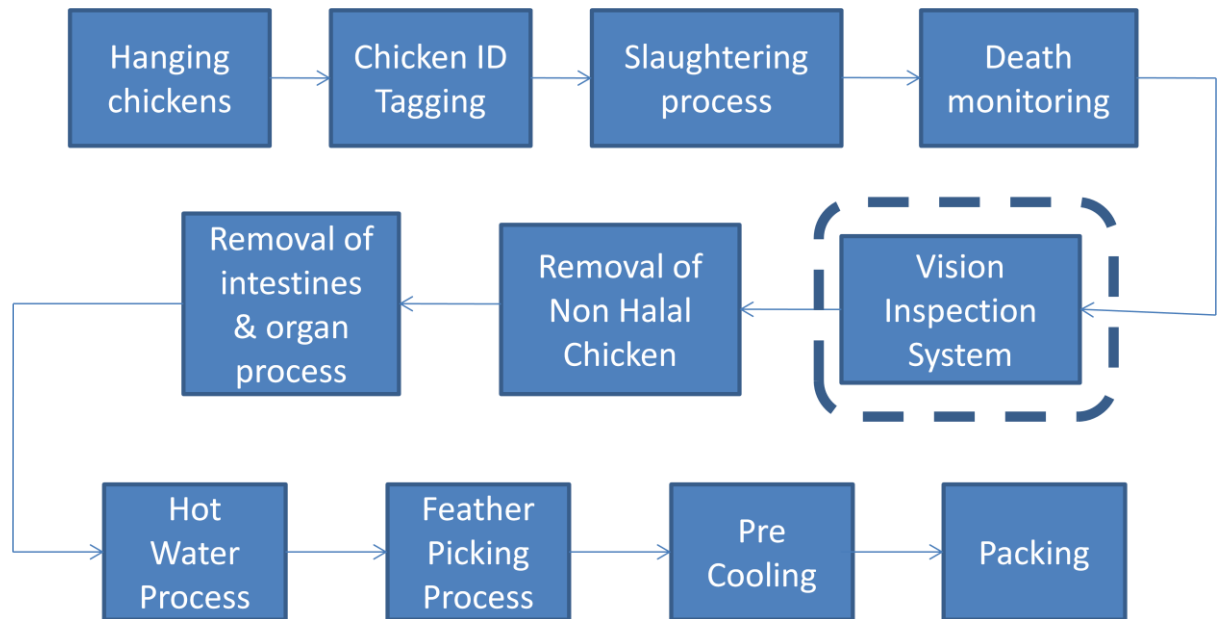 Hanging
chickens
Chicken ID
Tagging
Slaughtering
process
Death
monitoring
Vision
Inspection
System
Removal of
Non Halal
Chicken
Removal of
intestines
& organ
process
Hot
Water
Process
Feather
Picking
Process
Pre
Cooling
Packing